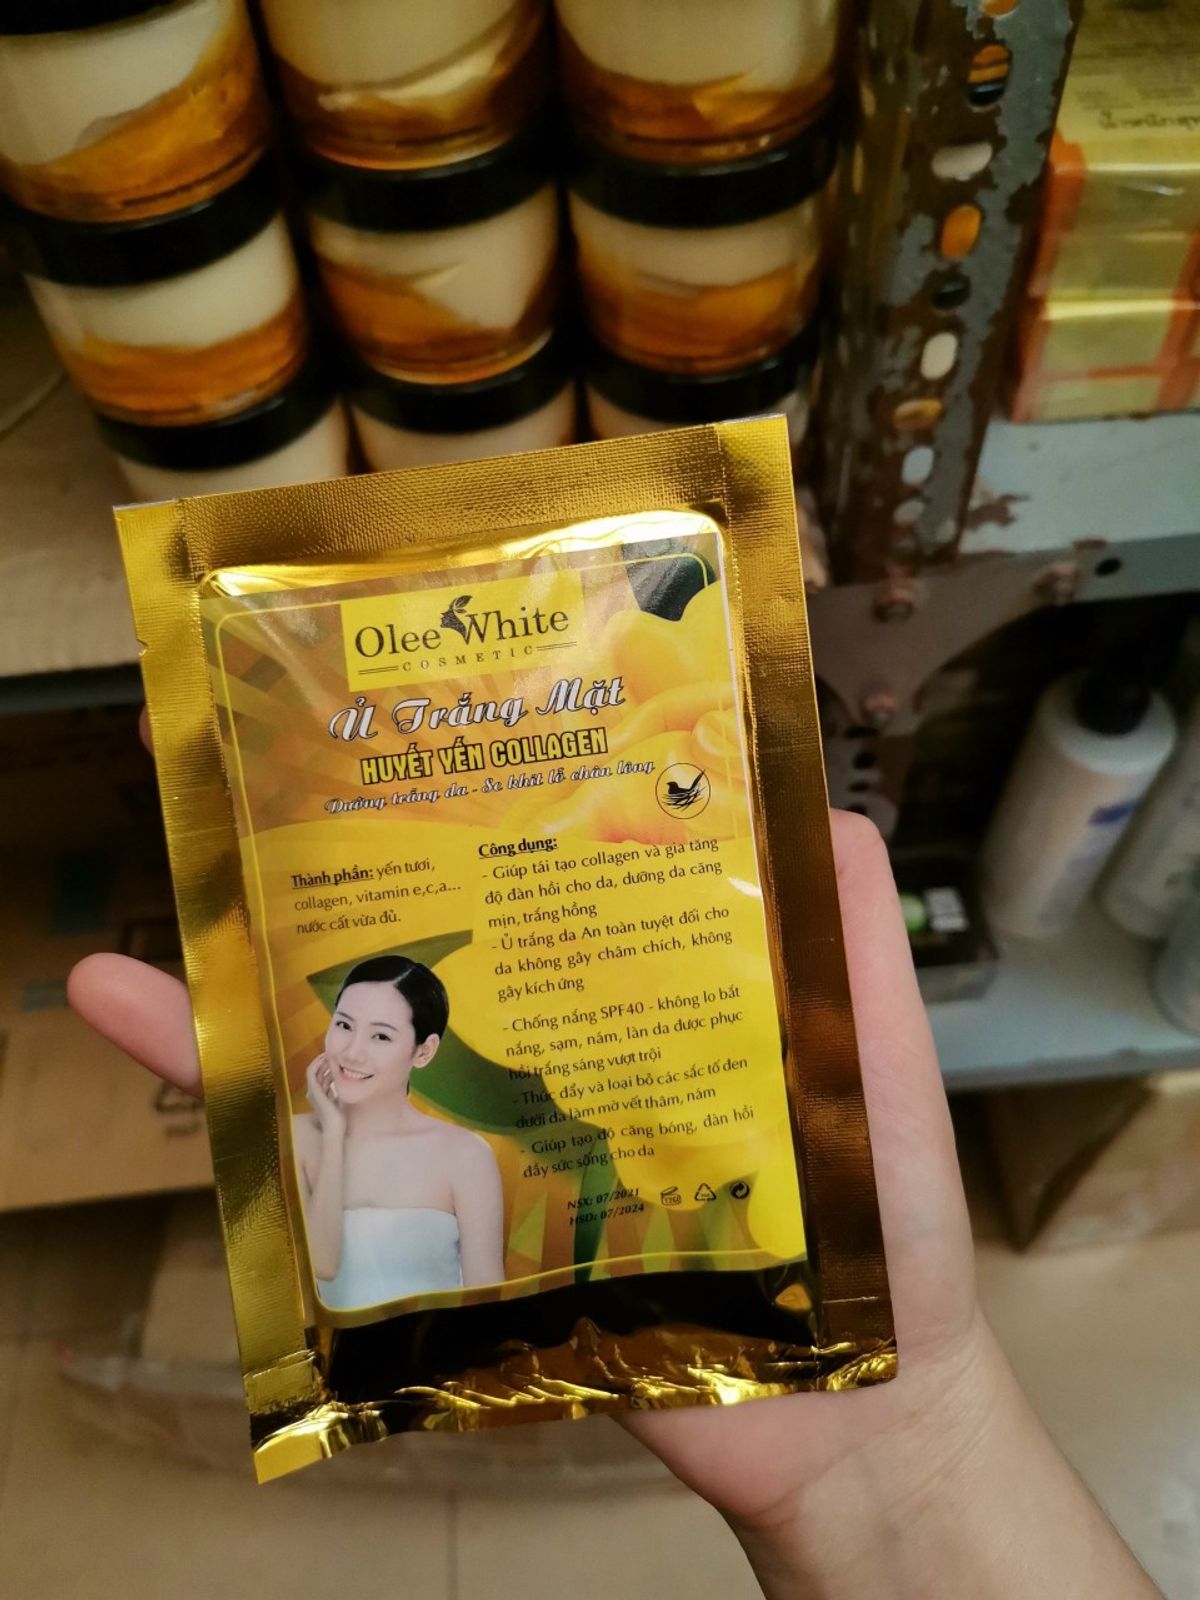 Olee White
COSMETIC
Ủ Trắng Mặt
HUYẾT YẾN COLLAGEN
Dưỡng trắng da - Se khít lỗ chân lông
Thành phần: yến tươi,
collagen, vitamin e,c,a...
nước cất vừa đủ.
Công dụng:
- Giúp tái tạo collagen và gia tăng
độ đàn hồi cho da, dưỡng da căng
mịn, trắng hồng
- Ủ trắng da An toàn tuyệt đối cho
da không gây châm chích, không
gây kích ứng
- Chống nắng SPF40 - không lo bắt
nắng, sạm, nám, làn da được phục
hồi trắng sáng vượt trội
- Thúc đẩy và loại bỏ các sắc tố đen
dưới da làm mờ vết thâm, nám
- Giúp tạo độ căng bóng, đàn hồi
đầy sức sống cho da
NSX: 07/2021
HSD: 07/2024